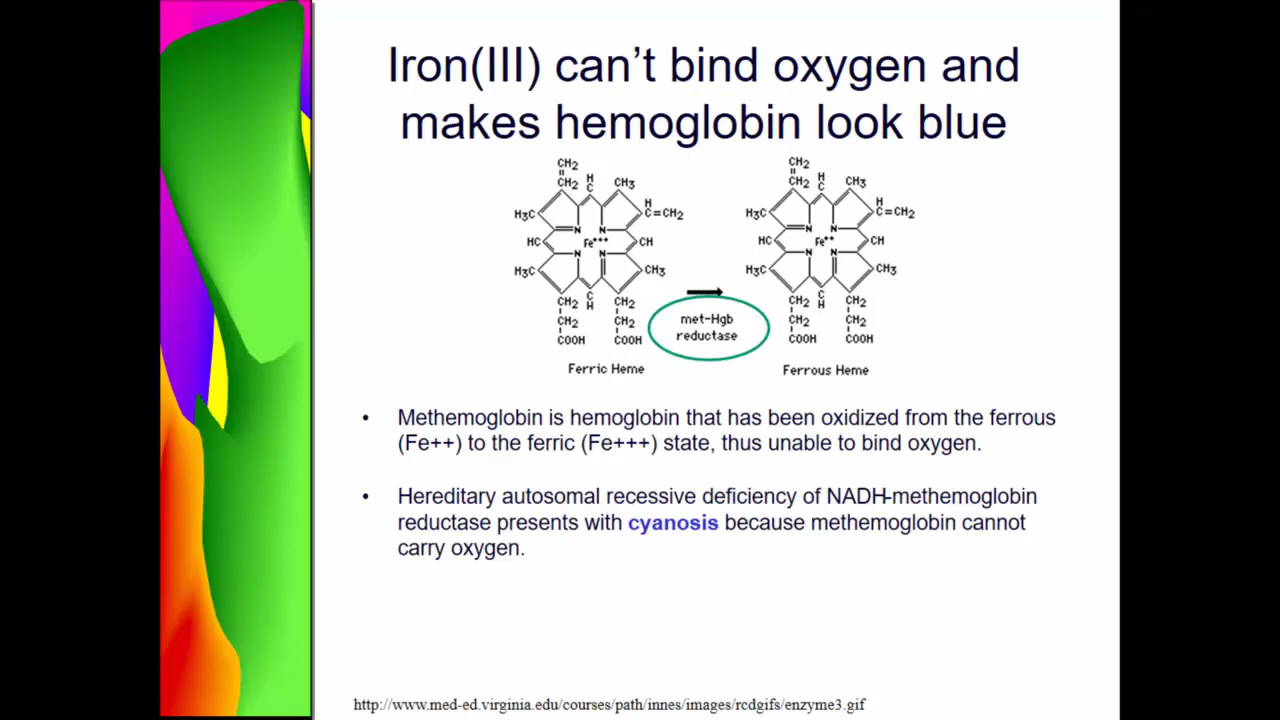 Iron(III) can't bind oxygen and
makes hemoglobin look blue
CH2
CH2
H
C
CH3
H3C
H
C=CH2
N
N
HC
Fe+++
CH
N
N
H3C
CH3
CH2
C
H
CH2
CH2
CH2
COOH
COOH
Ferric Heme
met-Hgb
reductase
CH2
CH2
H
C
CH3
H3C
H
C=CH2
N
N
HC
Fe++
CH
N
N
H3C
CH3
CH2
C
H
CH2
CH2
CH2
COOH
COOH
Ferrous Heme
• Methemoglobin is hemoglobin that has been oxidized from the ferrous
(Fe++) to the ferric (Fe+++) state, thus unable to bind oxygen.
• Hereditary autosomal recessive deficiency of NADH-methemoglobin
reductase presents with cyanosis because methemoglobin cannot
carry oxygen.
http://www.med-ed.virginia.edu/courses/path/innes/images/rcdgifs/enzyme3.gif